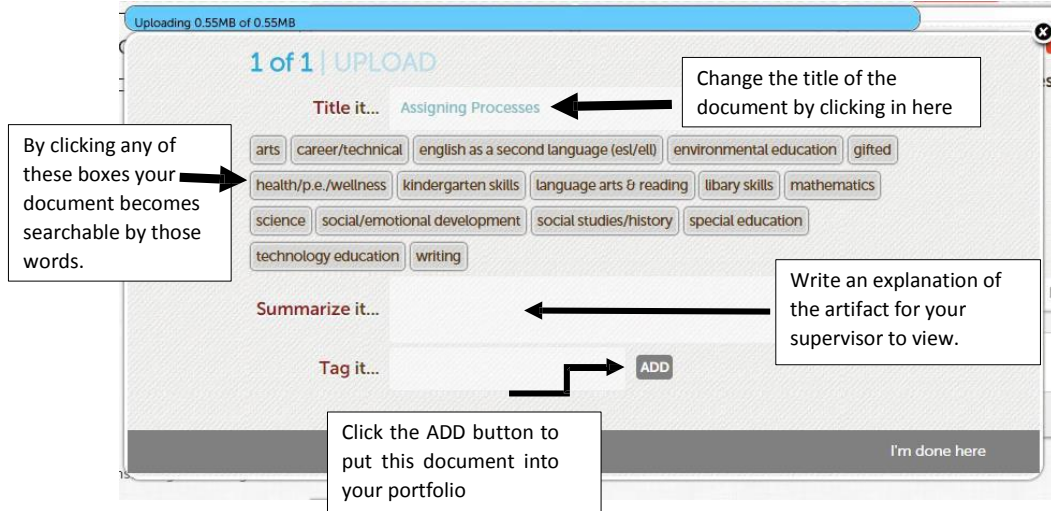 Uploading 0.55MB of 0.55MB
1 of 1 | UPLOAD
Change the title of the
document by clicking in here
Title it... Assigning Processes
By clicking any of
these boxes your
document becomes
searchable by those
words.
arts career/technical english as a second language (esl/ell) environmental education gifted
health/p.e./wellness kindergarten skills language arts & reading libary skills mathematics
science social/emotional development social studies/history special education
technology education writing
Summarize it...
Write an explanation of
the artifact for your
supervisor to view.
Tag it... ADD
Click the ADD button to
put this document into
your portfolio
I'm done here